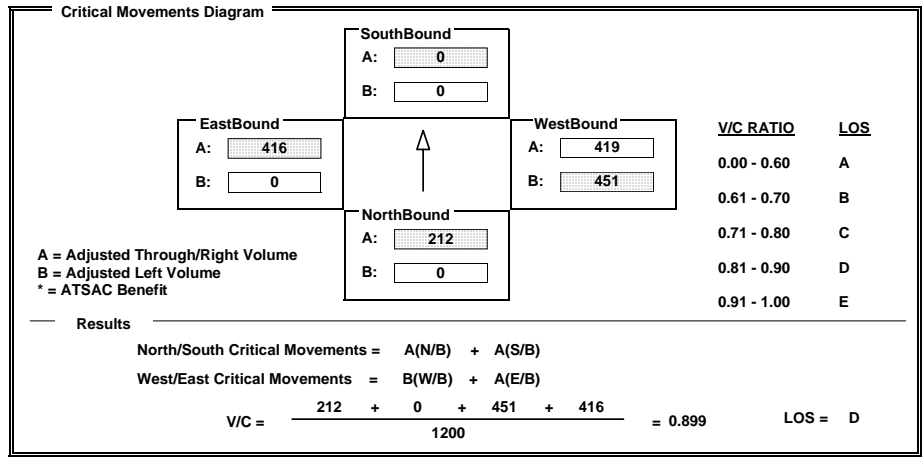 Critical Movements Diagram
SouthBound
A: 0
B: 0
EastBound
A: 416
B: 0
WestBound
A: 419
B: 451
NorthBound
A: 212
B: 0
V/C RATIO LOS
0.00 - 0.60 A
0.61 - 0.70 B
0.71 - 0.80 C
0.81 - 0.90 D
0.91 - 1.00 E
A = Adjusted Through/Right Volume
B = Adjusted Left Volume
* = ATSAC Benefit
Results
North/South Critical Movements = A(N/B) + A(S/B)
West/East Critical Movements = B(W/B) + A(E/B)
212 + 0 + 451 + 416
V/C = = 0.899 LOS = D
1200